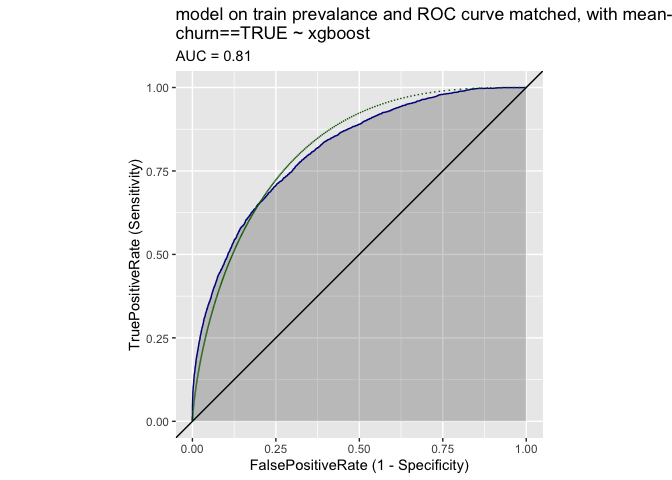 model on train prevalance and ROC curve matched, with mean-
churn==TRUE ~ xgboost
AUC = 0.81
1.00
0.75
0.50
0.25
0.00
TruePositiveRate (Sensitivity)
0.00 0.25 0.50 0.75 1.00
FalsePositiveRate (1 - Specificity)